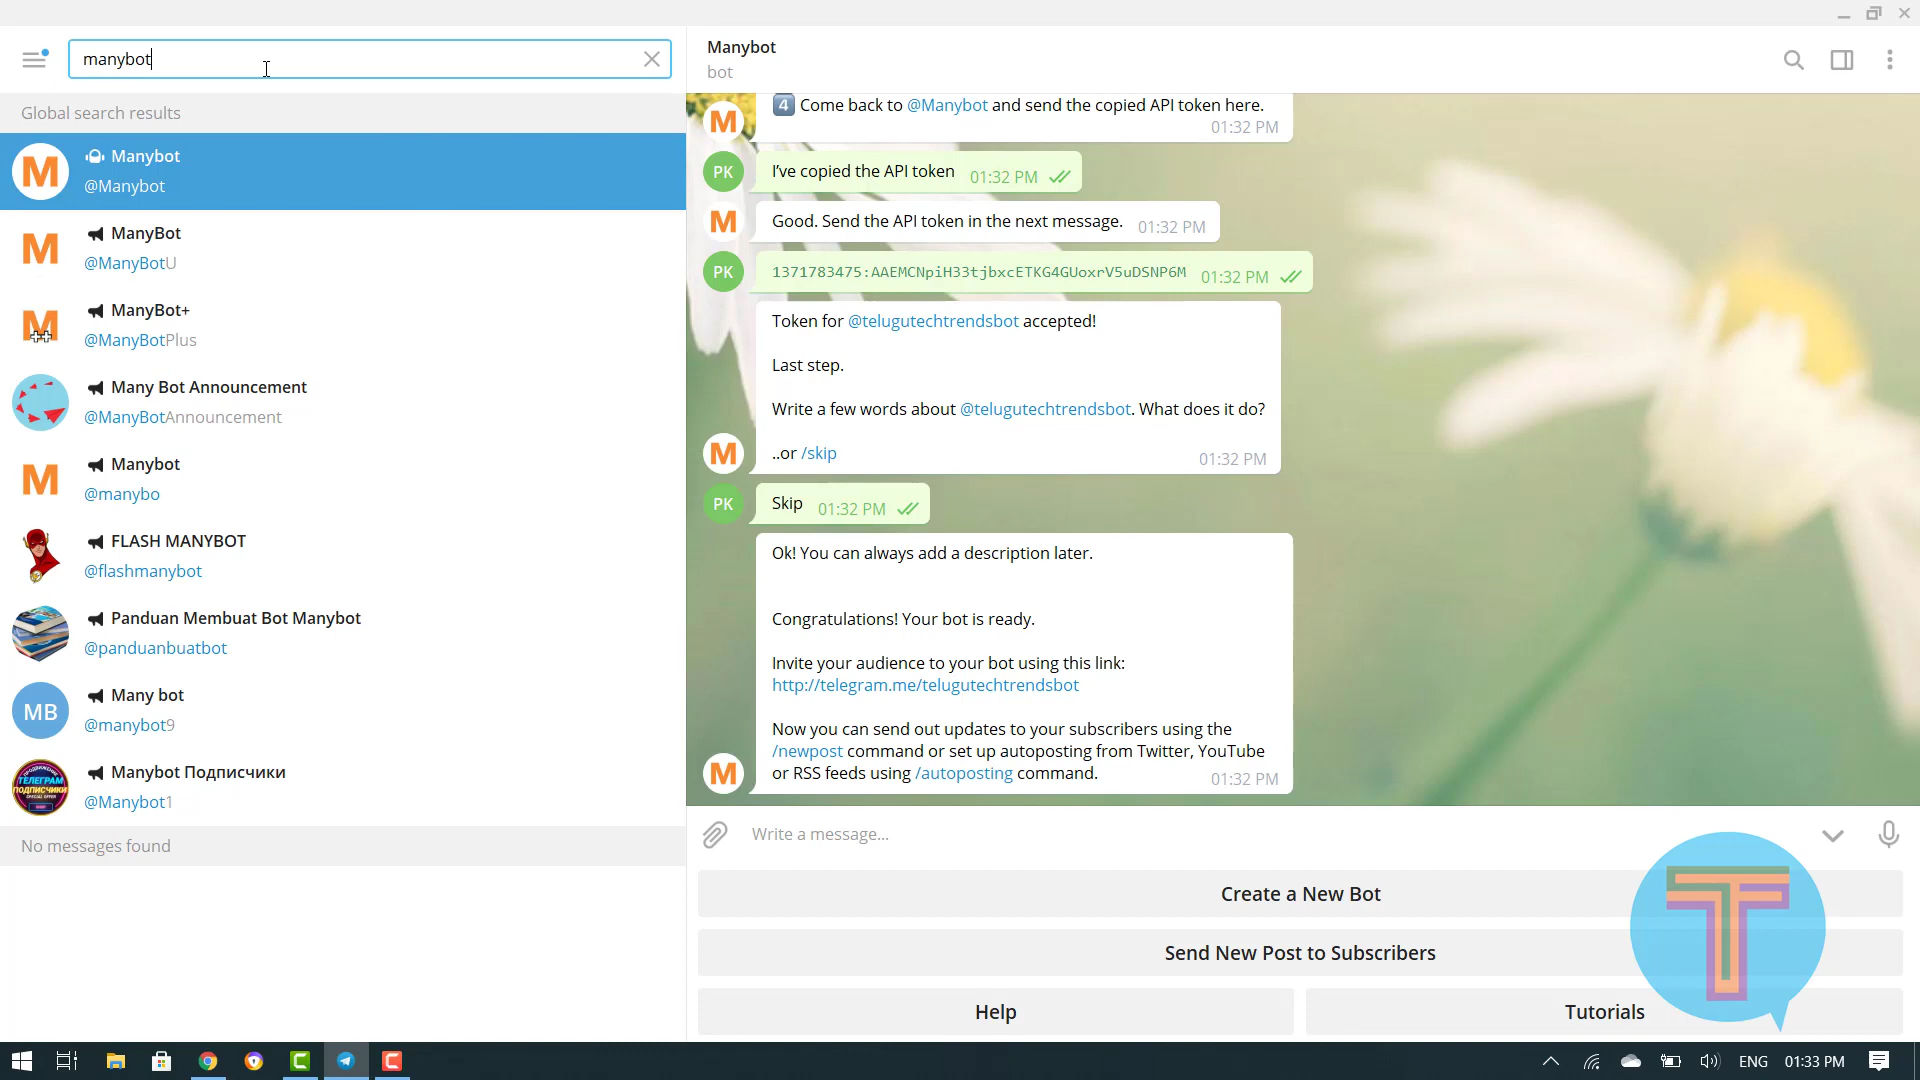 manybot
Global search results
Manybot
@Manybot
ManyBot
@ManyBotU
ManyBot+
@ManyBotPlus
Many Bot Announcement
@ManyBotAnnouncement
Manybot
@manybo
FLASH MANYBOT
@flashmanybot
Panduan Membuat Bot Manybot
@panduanbuatbot
MB
Many bot
@manybot9
Manybot Подписчики
@Manybot1
No messages found
Manybot
bot
4 Come back to @Manybot and send the copied API token here.
01:32 PM
PK
I've copied the API token 01:32 PM
Good. Send the API token in the next message. 01:32 PM
PK
1371783475:AAEMCNpiH33tjbxcETKG4GUoxrV5uDSNP6M 01:32 PM
Token for @telugutechtrendsbot accepted!
Last step.
Write a few words about @telugutechtrendsbot. What does it do?
..or /skip
01:32 PM
PK
Skip 01:32 PM
Ok! You can always add a description later.
Congratulations! Your bot is ready.
Invite your audience to your bot using this link:
http://telegram.me/telugutechtrendsbot
Now you can send out updates to your subscribers using the
/newpost command or set up autoposting from Twitter, YouTube
or RSS feeds using /autoposting command.
01:32 PM
Write a message...
Create a New Bot
Send New Post to Subscribers
Help
Tutorials
ENG
01:33 PM